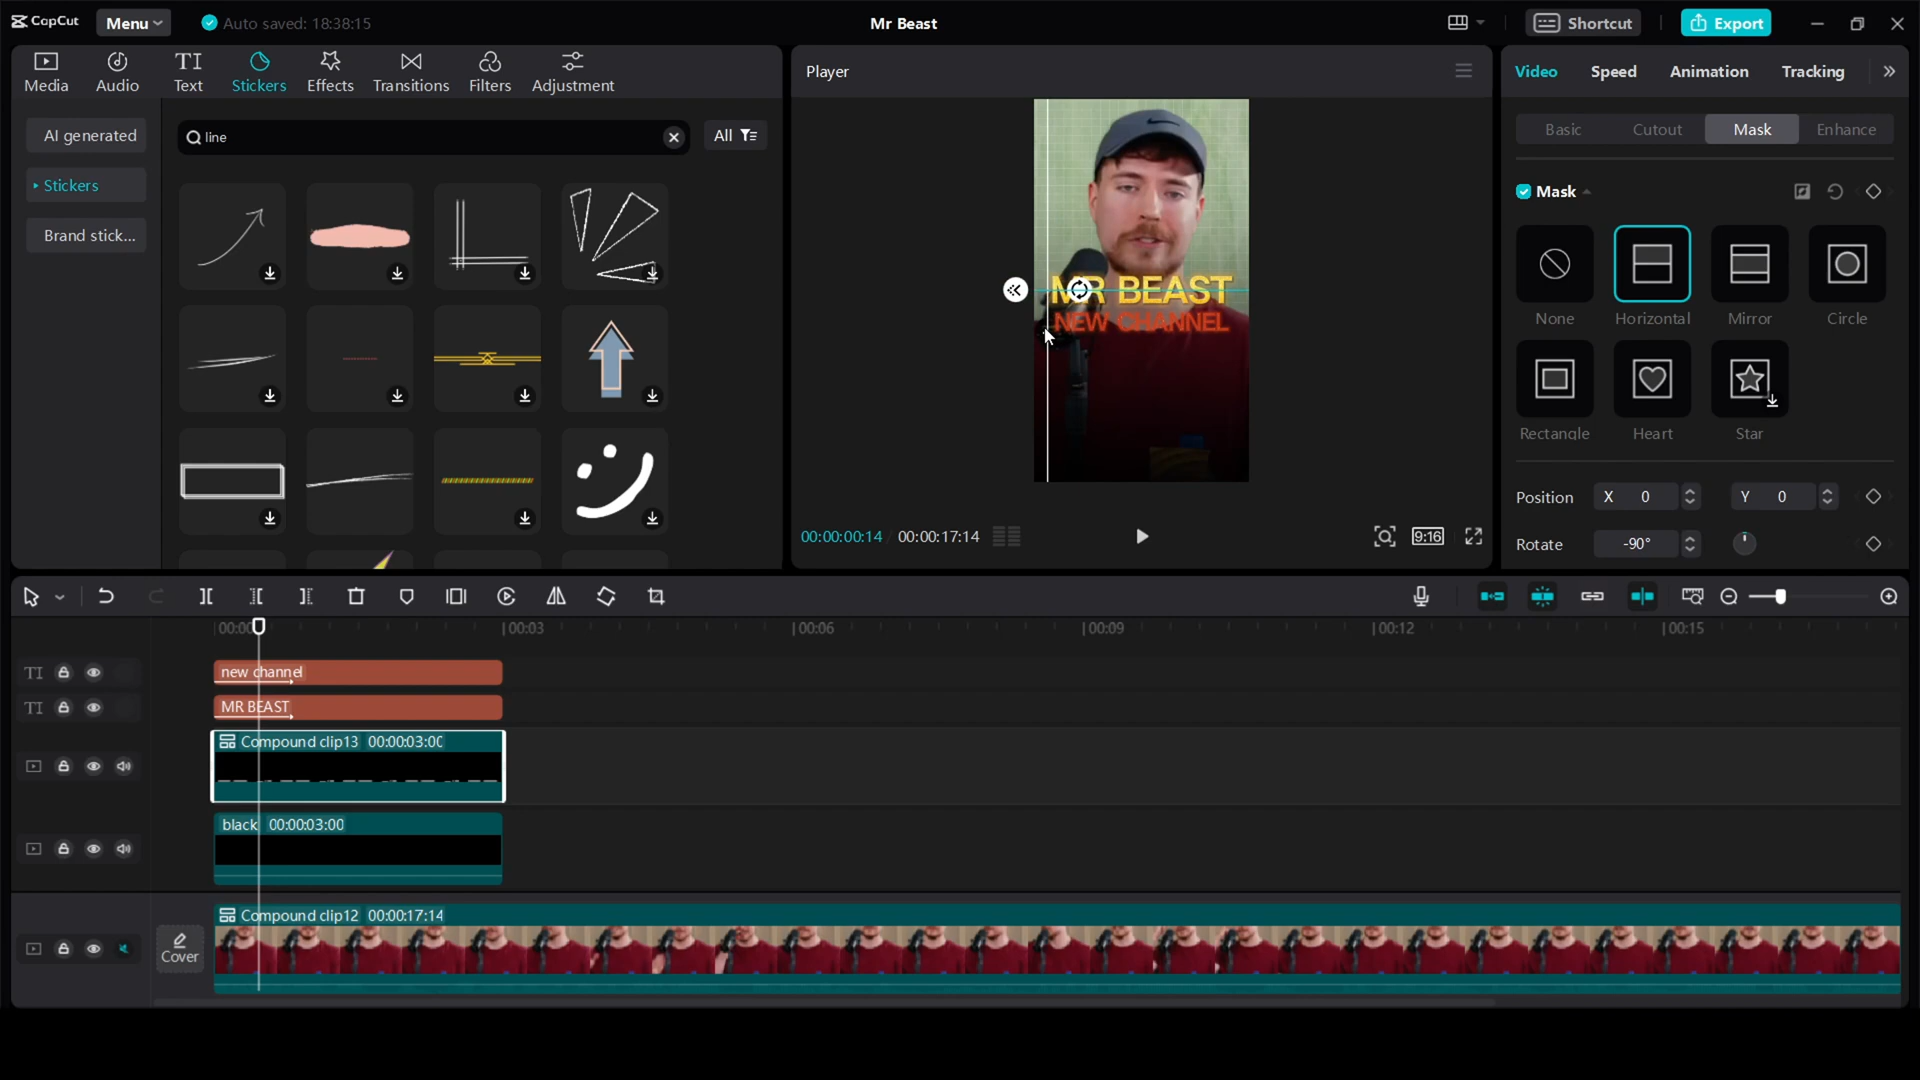 CapCut
Menu
Auto saved: 18:38:15
Mr Beast
Shortcut
Export
Media
Audio
TI
Text
Stickers
Effects
Transitions
Filters
Adjustment
AI generated
Stickers
Brand stick...
line
All
Player
MR BEAST
NEW CHANNEL
00:00:00:14
00:00:17:14
9:16
Video
Speed
Animation
Tracking
Basic
Cutout
Mask
Enhance
Mask
None
Horizontal
Mirror
Circle
Rectangle
Heart
Star
Position
X 0
Y 0
Rotate
-90°
|00:00
|00:03
|00:06
|00:09
|00:12
|00:15
TI
new channel
TI
MR BEAST
Compound clip13 00:00:03:00
black 00:00:03:00
Cover
Compound clip12 00:00:17:14